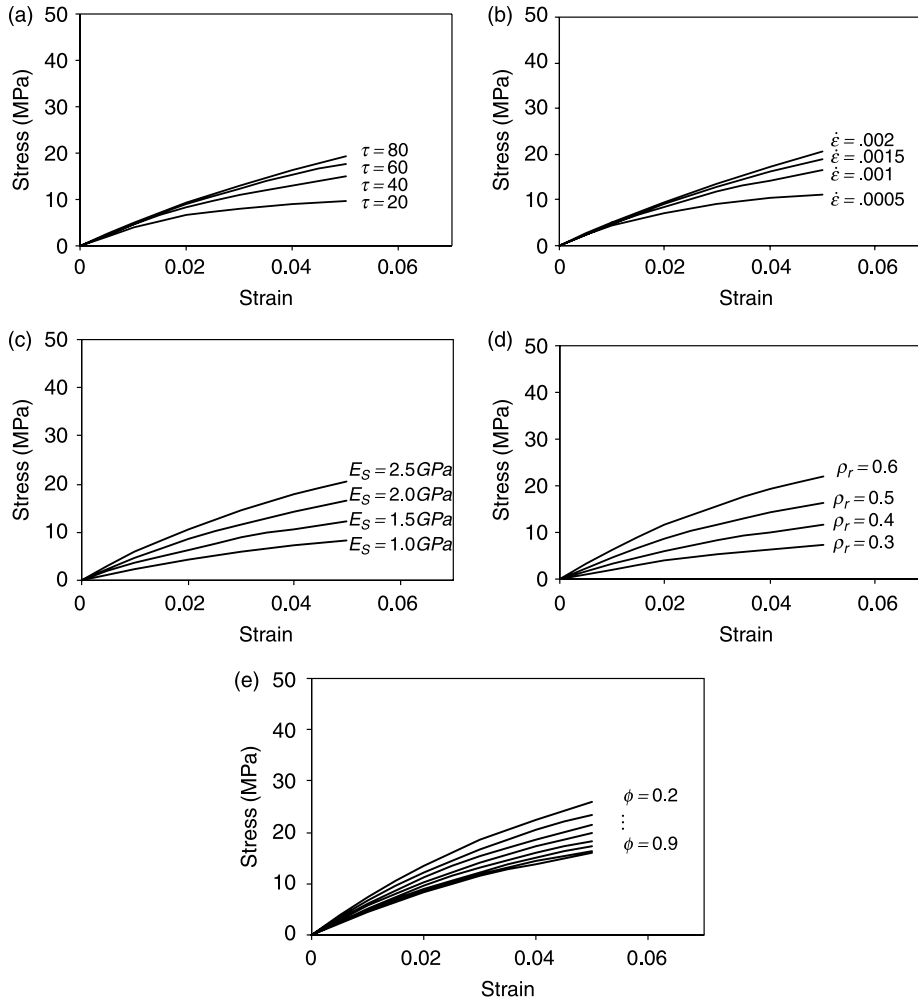 (a)
50
40
30
20
10
0
Stress (MPa)
τ = 80
τ = 60
τ = 40
τ = 20
0 0.02 0.04 0.06
Strain
(b)
50
40
30
20
10
0
Stress (MPa)
ε̇ = .002
ε̇ = .0015
ε̇ = .001
ε̇ = .0005
0 0.02 0.04 0.06
Strain
(c)
50
40
30
20
10
0
Stress (MPa)
E_S = 2.5GPa
E_S = 2.0GPa
E_S = 1.5GPa
E_S = 1.0GPa
0 0.02 0.04 0.06
Strain
(d)
50
40
30
20
10
0
Stress (MPa)
ρ_r = 0.6
ρ_r = 0.5
ρ_r = 0.4
ρ_r = 0.3
0 0.02 0.04 0.06
Strain
(e)
50
40
30
20
10
0
Stress (MPa)
ϕ = 0.2
⋮
ϕ = 0.9
0 0.02 0.04 0.06
Strain